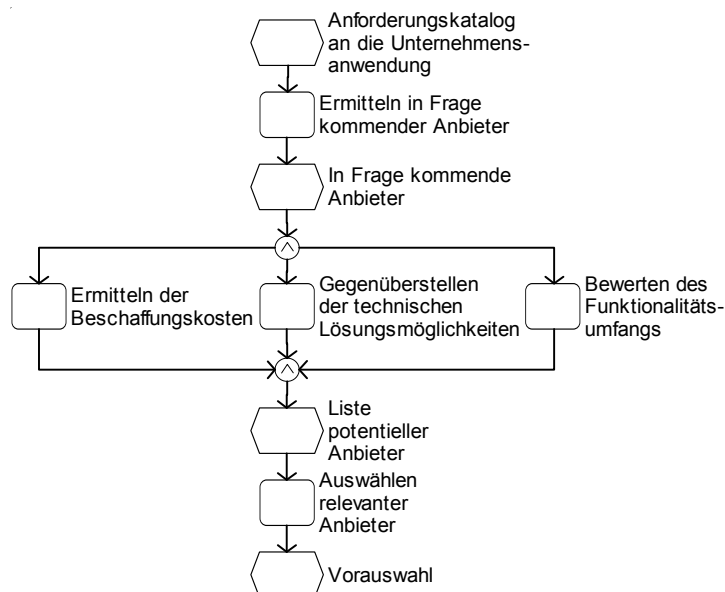 Anforderungskatalog
an die Unternehmens-
anwendung
Ermitteln in Frage
kommender Anbieter
In Frage kommende
Anbieter
Ermitteln der
Beschaffungskosten
Gegenüberstellen
der technischen
Lösungsmöglichkeiten
Bewerten des
Funktionalitäts-
umfangs
Liste
potentieller
Anbieter
Auswählen
relevanter
Anbieter
Vorauswahl